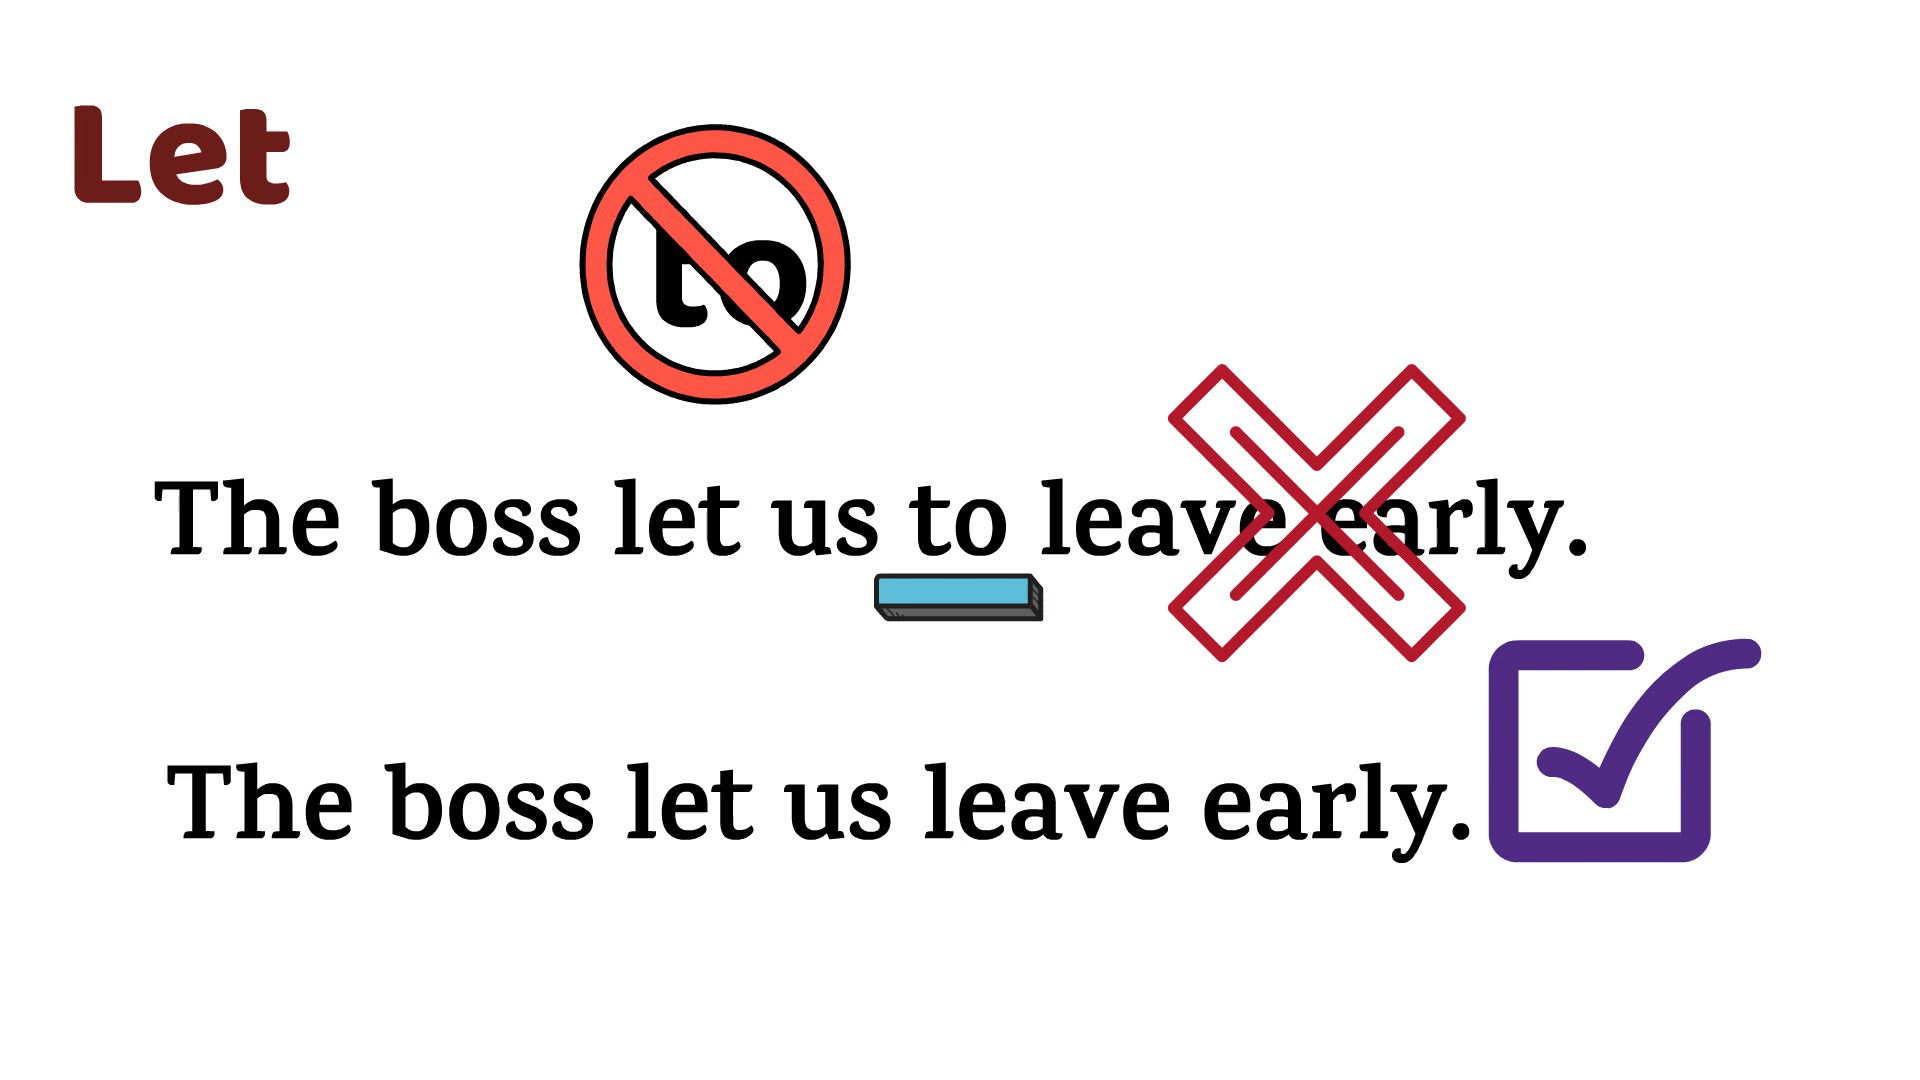 Let
to
The boss let us to leave early.
The boss let us leave early.